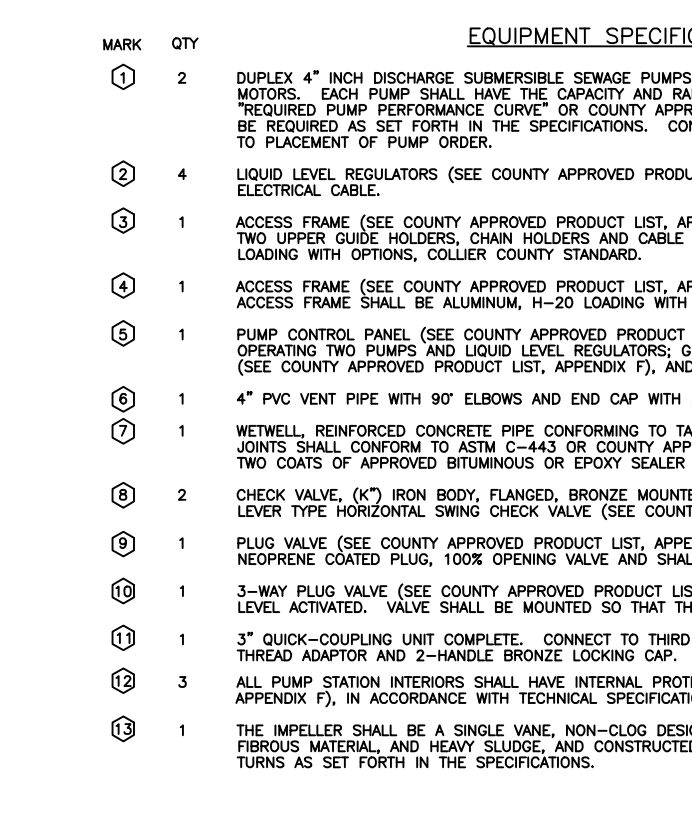 EQUIPMENT SPECIFIC
MARK QTY
1 2 DUPLEX 4" INCH DISCHARGE SUBMERSIBLE SEWAGE PUMPS
MOTORS. EACH PUMP SHALL HAVE THE CAPACITY AND RA
"REQUIRED PUMP PERFORMANCE CURVE" OR COUNTY APPR
BE REQUIRED AS SET FORTH IN THE SPECIFICATIONS. CON
TO PLACEMENT OF PUMP ORDER.
2 4 LIQUID LEVEL REGULATORS (SEE COUNTY APPROVED PRODU
ELECTRICAL CABLE.
3 1 ACCESS FRAME (SEE COUNTY APPROVED PRODUCT LIST, AP
TWO UPPER GUIDE HOLDERS, CHAIN HOLDERS AND CABLE
LOADING WITH OPTIONS, COLLIER COUNTY STANDARD.
4 1 ACCESS FRAME (SEE COUNTY APPROVED PRODUCT LIST, AP
ACCESS FRAME SHALL BE ALUMINUM, H-20 LOADING WITH
5 1 PUMP CONTROL PANEL (SEE COUNTY APPROVED PRODUCT
OPERATING TWO PUMPS AND LIQUID LEVEL REGULATORS; G
(SEE COUNTY APPROVED PRODUCT LIST, APPENDIX F), AND
6 1 4" PVC VENT PIPE WITH 90° ELBOWS AND END CAP WITH
7 1 WETWELL, REINFORCED CONCRETE PIPE CONFORMING TO TA
JOINTS SHALL CONFORM TO ASTM C-443 OR COUNTY APP
TWO COATS OF APPROVED BITUMINOUS OR EPOXY SEALER
8 2 CHECK VALVE, (K") IRON BODY, FLANGED, BRONZE MOUNTE
LEVER TYPE HORIZONTAL SWING CHECK VALVE (SEE COUNT
9 1 PLUG VALVE (SEE COUNTY APPROVED PRODUCT LIST, APPE
NEOPRENE COATED PLUG, 100% OPENING VALVE AND SHAL
10 1 3-WAY PLUG VALVE (SEE COUNTY APPROVED PRODUCT LIS
LEVEL ACTIVATED. VALVE SHALL BE MOUNTED SO THAT TH
11 1 3" QUICK-COUPLING UNIT COMPLETE. CONNECT TO THIRD
THREAD ADAPTOR AND 2-HANDLE BRONZE LOCKING CAP.
12 3 ALL PUMP STATION INTERIORS SHALL HAVE INTERNAL PROT
APPENDIX F), IN ACCORDANCE WITH TECHNICAL SPECIFICATI
13 1 THE IMPELLER SHALL BE A SINGLE VANE, NON-CLOG DESIG
FIBROUS MATERIAL, AND HEAVY SLUDGE, AND CONSTRUCTED
TURNS AS SET FORTH IN THE SPECIFICATIONS.